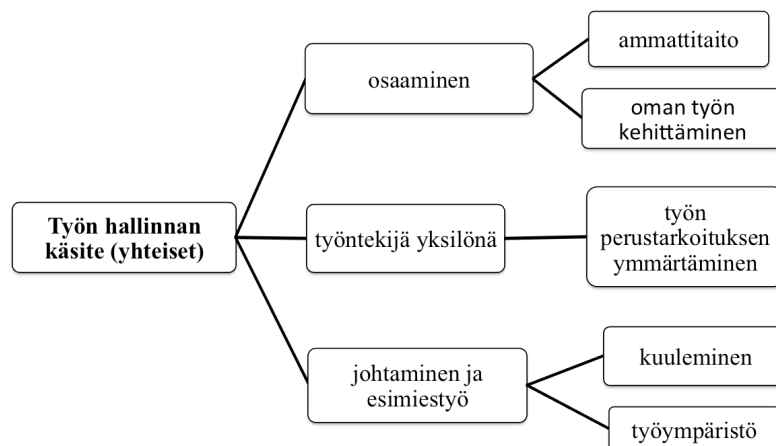 ammattitaito
osaaminen
oman työn
kehittäminen
Työn hallinnan
käsite (yhteiset)
työntekijä yksilönä
työn
perustarkoituksen
ymmärtäminen
johtaminen ja
esimiestyö
kuuleminen
työympäristö